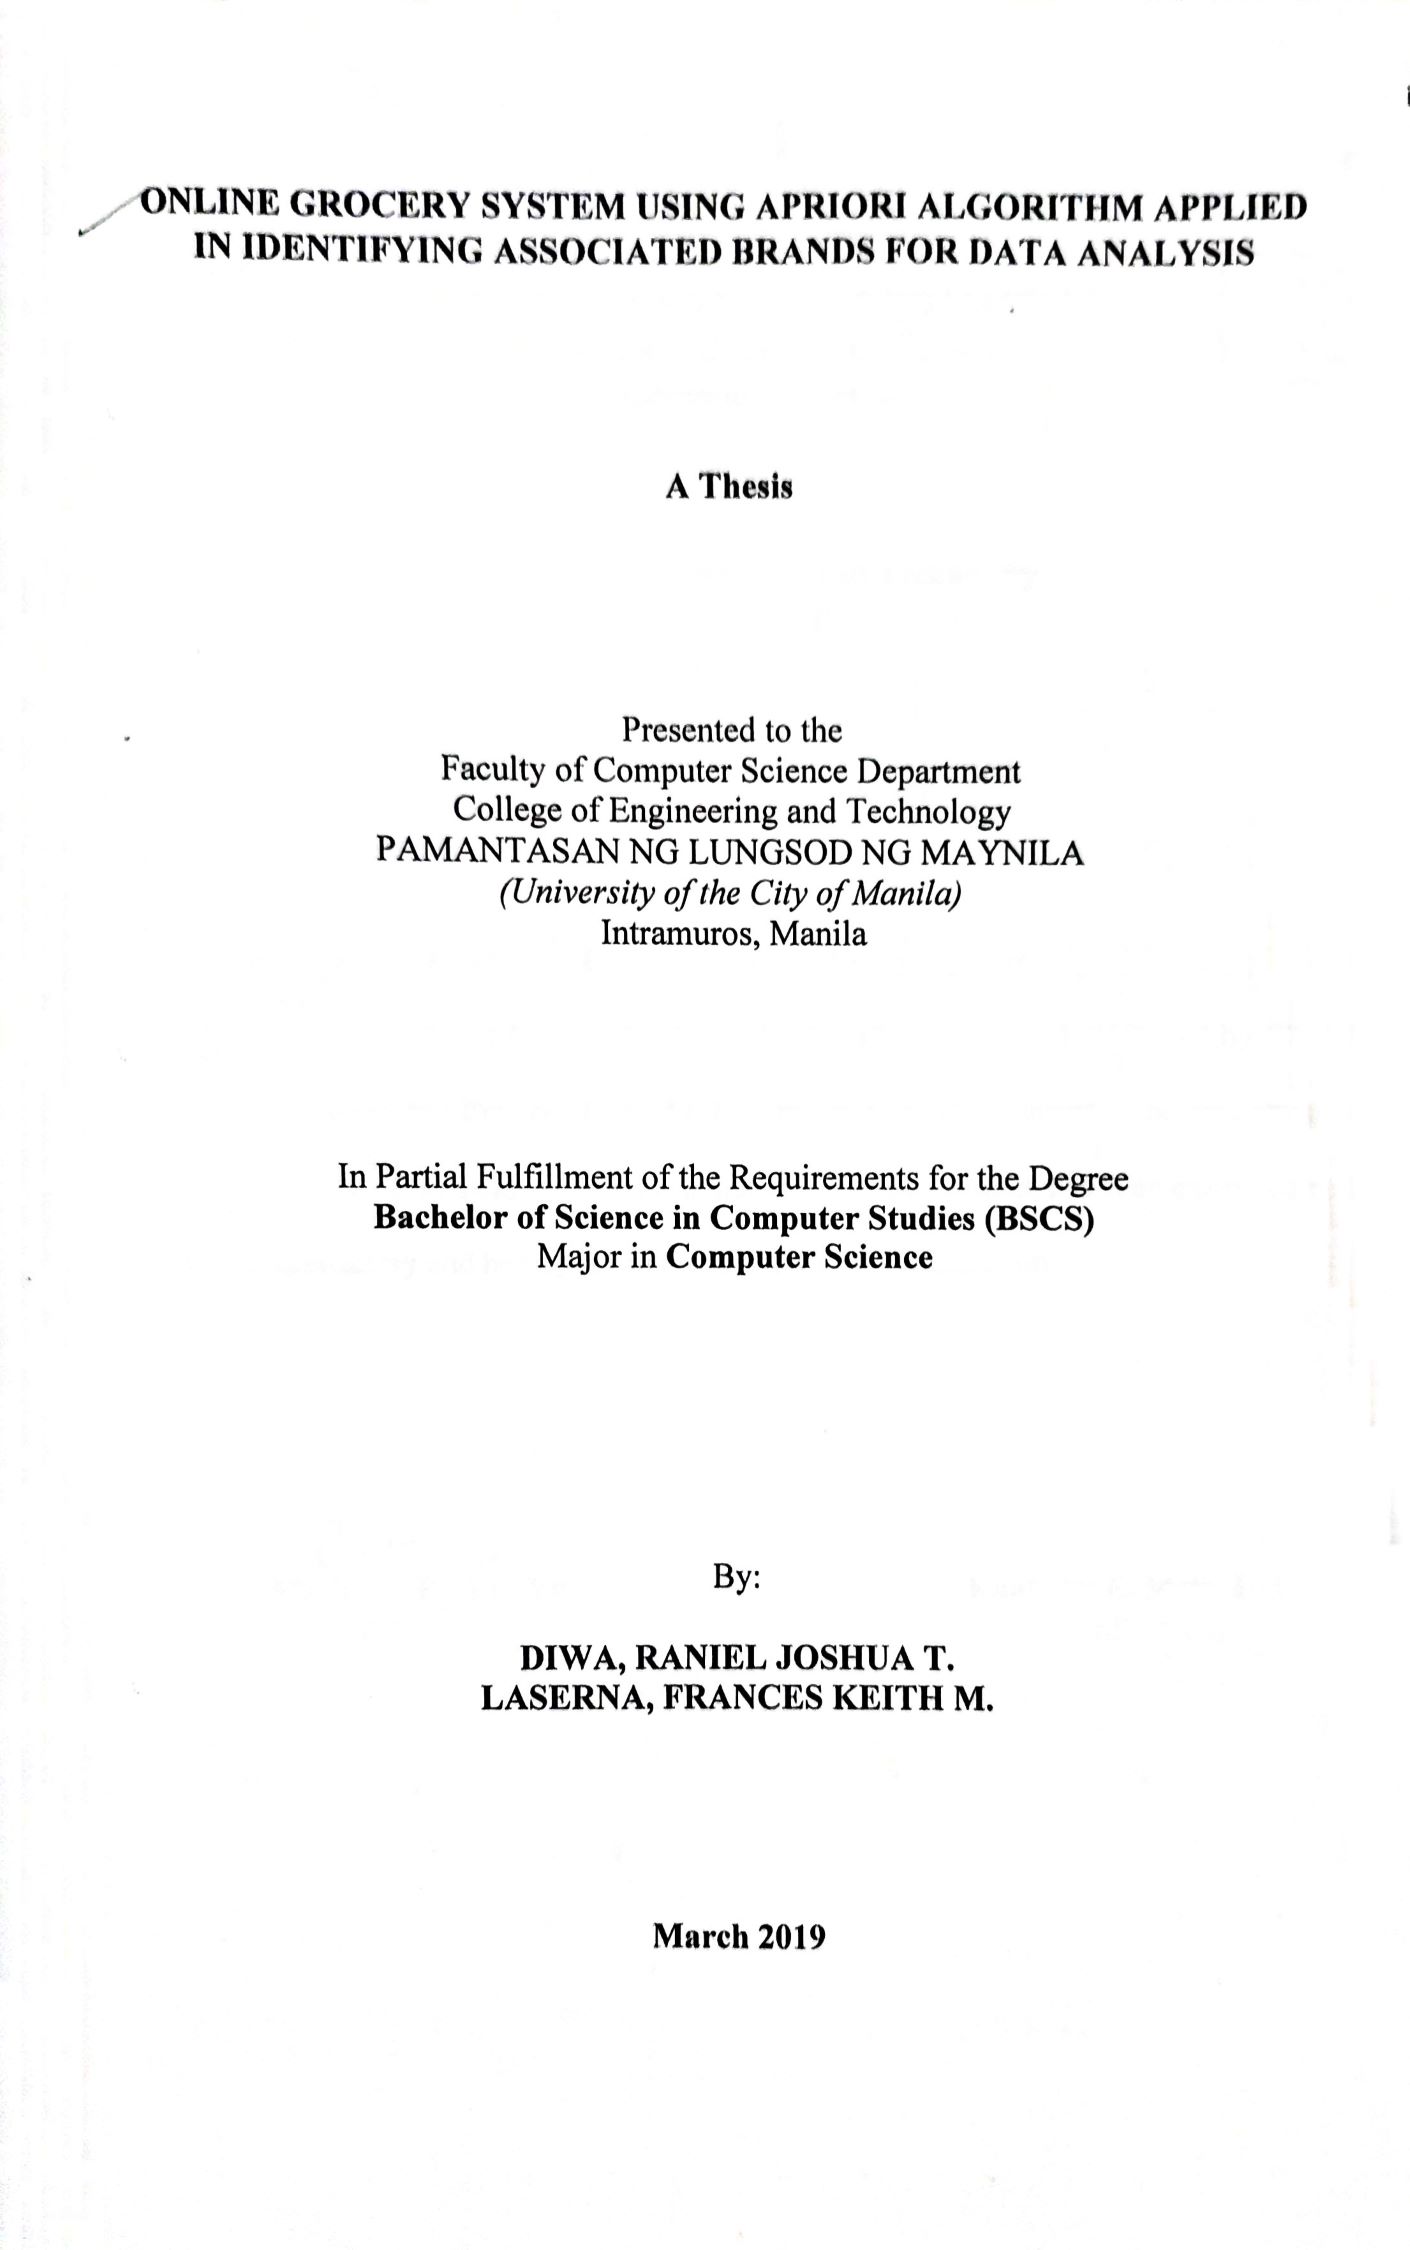 ONLINE GROCERY SYSTEM USING APRIORI ALGORITHM APPLIED
IN IDENTIFYING ASSOCIATED BRANDS FOR DATA ANALYSIS
A Thesis
Presented to the
Faculty of Computer Science Department
College of Engineering and Technology
PAMANTASAN NG LUNGSOD NG MAYNILA
(University of the City of Manila)
Intramuros, Manila
In Partial Fulfillment of the Requirements for the Degree
Bachelor of Science in Computer Studies (BSCS)
Major in Computer Science
By:
DIWA, RANIEL JOSHUA T.
LASERNA, FRANCES KEITH M.
March 2019